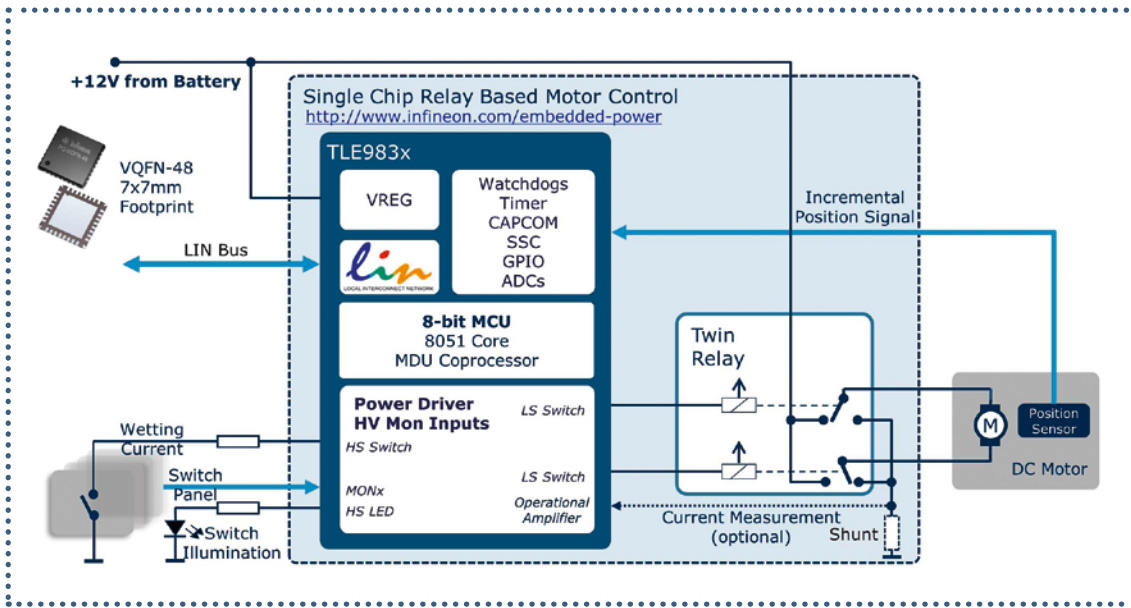 +12V from Battery
Single Chip Relay Based Motor Control
http://www.infineon.com/embedded-power
TLE983x
VQFN-48
7x7mm
Footprint
VREG
Watchdogs
Timer
CAPCOM
SSC
GPIO
ADCs
Incremental
Position Signal
LIN Bus
lin
LOCAL INTERCONNECT NETWORK
8-bit MCU
8051 Core
MDU Coprocessor
Twin
Relay
Power Driver
HV Mon Inputs
LS Switch
HS Switch
LS Switch
MONx
HS LED
Operational
Amplifier
Wetting
Current
Switch
Panel
Switch
Illumination
M
Position
Sensor
DC Motor
Current Measurement
(optional)
Shunt